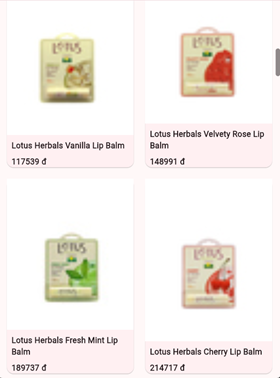 LOTUS
LOTUS
Lotus Herbals Vanilla Lip Balm
117539 đ
Lotus Herbals Velvety Rose Lip
Balm
148991 đ
LOTUS
LOTUS
Lotus Herbals Fresh Mint Lip
Balm
189737 đ
Lotus Herbals Cherry Lip Balm
214717 đ